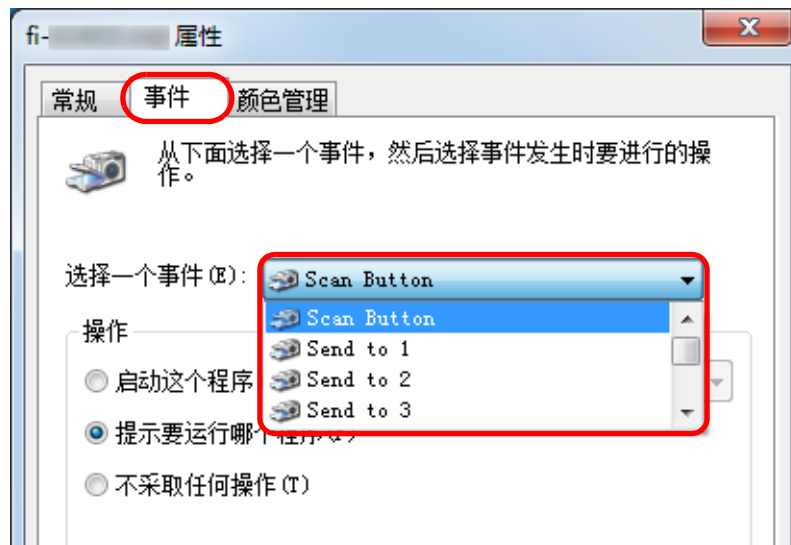 fi- 属性
常规 事件 颜色管理
从下面选择一个事件，然后选择事件发生时要进行的操
作。
选择一个事件(E): Scan Button
Scan Button
操作
Send to 1
启动这个程序 Send to 2
Send to 3
提示要运行哪个程序(P)
不采取任何操作(T)